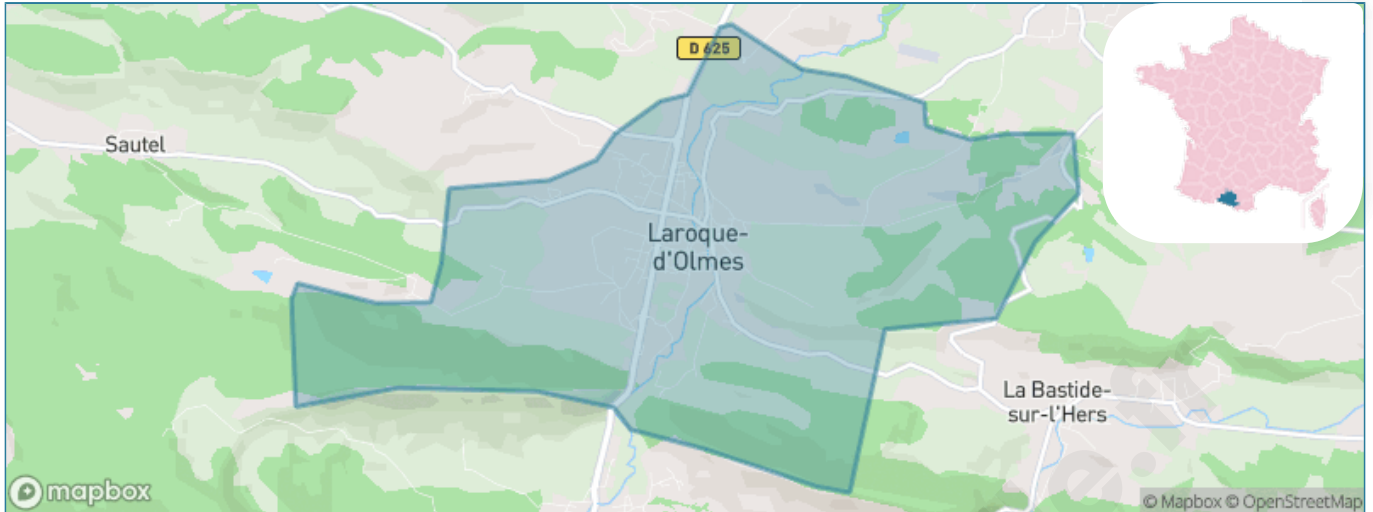 D 625
Sautel
Laroque-
d'Olmes
La Bastide-
sur-l'Hers
mapbox
© Mapbox © OpenStreetMap